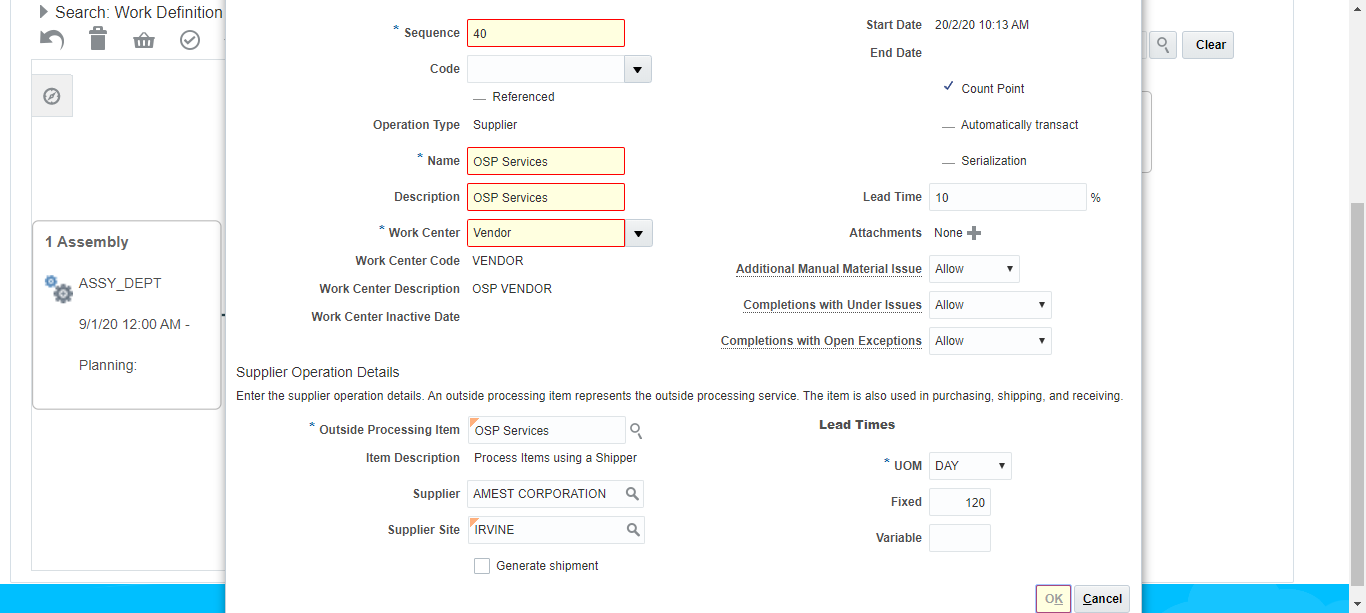 Search: Work Definition
Clear
1 Assembly
ASSY_DEPT
9/1/20 12:00 AM -
Planning:
* Sequence 40
Code
Referenced
Operation Type Supplier
* Name OSP Services
Description OSP Services
* Work Center Vendor
Work Center Code VENDOR
Work Center Description OSP VENDOR
Work Center Inactive Date
Start Date 20/2/20 10:13 AM
End Date
Count Point
Automatically transact
Serialization
Lead Time 10 %
Attachments None
Additional Manual Material Issue Allow
Completions with Under Issues Allow
Completions with Open Exceptions Allow
Supplier Operation Details
Enter the supplier operation details. An outside processing item represents the outside processing service. The item is also used in purchasing, shipping, and receiving.
* Outside Processing Item OSP Services
Item Description Process Items using a Shipper
Supplier AMEST CORPORATION
Supplier Site IRVINE
Generate shipment
Lead Times
* UOM DAY
Fixed 120
Variable
OK Cancel